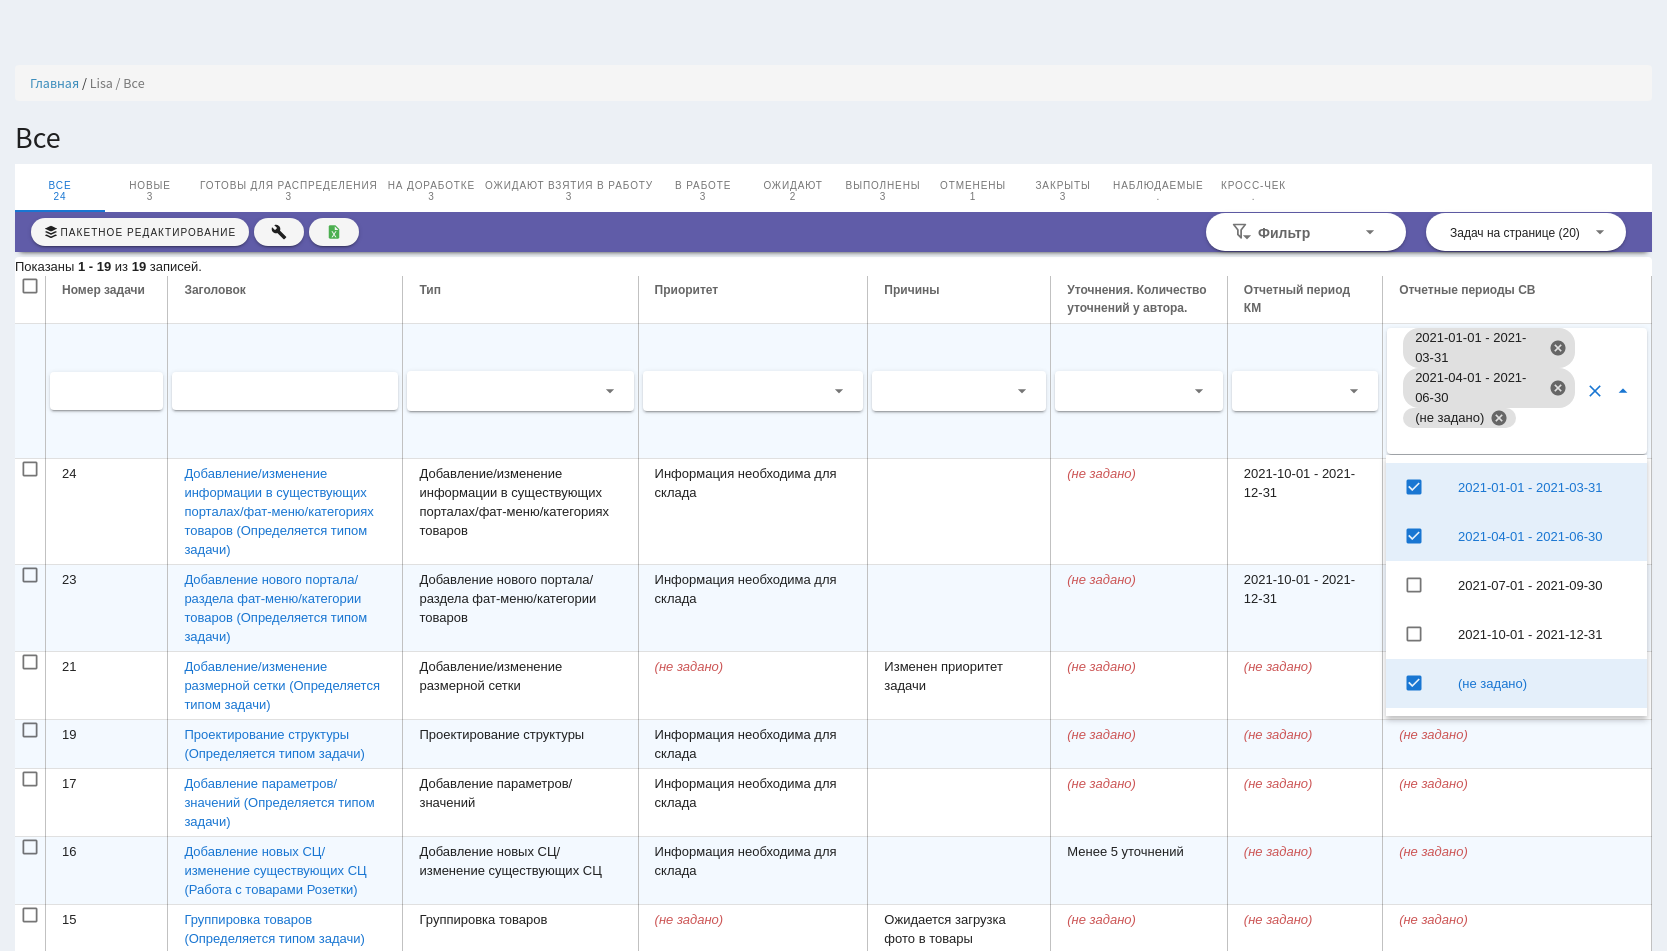 Главная / Lisa / Все
Все
ВСЕ
24
НОВЫЕ
3
ГОТОВЫ ДЛЯ РАСПРЕДЕЛЕНИЯ
3
НА ДОРАБОТКЕ
3
ОЖИДАЮТ ВЗЯТИЯ В РАБОТУ
3
В РАБОТЕ
3
ОЖИДАЮТ
2
ВЫПОЛНЕНЫ
3
ОТМЕНЕНЫ
1
ЗАКРЫТЫ
3
НАБЛЮДАЕМЫЕ
.
КРОСС-ЧЕК
.
ПАКЕТНОЕ РЕДАКТИРОВАНИЕ
Фильтр
Задач на странице (20)
Показаны 1 - 19 из 19 записей.
Номер задачи
Заголовок
Тип
Приоритет
Причины
Уточнения. Количество
уточнений у автора.
Отчетный период
КМ
Отчетные периоды СВ
2021-01-01 - 2021-
03-31
2021-04-01 - 2021-
06-30
(не задано)
2021-01-01 - 2021-03-31
2021-04-01 - 2021-06-30
2021-07-01 - 2021-09-30
2021-10-01 - 2021-12-31
(не задано)
24
Добавление/изменение
информации в существующих
порталах/фат-меню/категориях
товаров (Определяется типом
задачи)
Добавление/изменение
информации в существующих
порталах/фат-меню/категориях
товаров
Информация необходима для
склада
(не задано)
2021-10-01 - 2021-
12-31
23
Добавление нового портала/
раздела фат-меню/категории
товаров (Определяется типом
задачи)
Добавление нового портала/
раздела фат-меню/категории
товаров
Информация необходима для
склада
(не задано)
2021-10-01 - 2021-
12-31
21
Добавление/изменение
размерной сетки (Определяется
типом задачи)
Добавление/изменение
размерной сетки
(не задано)
Изменен приоритет
задачи
(не задано)
(не задано)
19
Проектирование структуры
(Определяется типом задачи)
Проектирование структуры
Информация необходима для
склада
(не задано)
(не задано)
(не задано)
17
Добавление параметров/
значений (Определяется типом
задачи)
Добавление параметров/
значений
Информация необходима для
склада
(не задано)
(не задано)
(не задано)
16
Добавление новых СЦ/
изменение существующих СЦ
(Работа с товарами Розетки)
Добавление новых СЦ/
изменение существующих СЦ
Информация необходима для
склада
Менее 5 уточнений
(не задано)
(не задано)
15
Группировка товаров
(Определяется типом задачи)
Группировка товаров
(не задано)
Ожидается загрузка
фото в товары
(не задано)
(не задано)
(не задано)